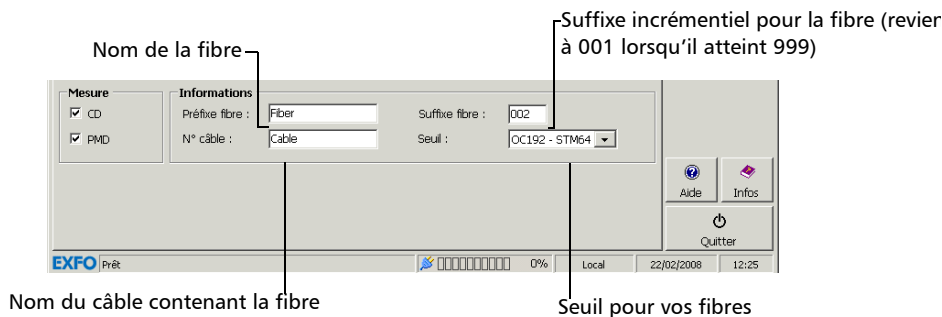 Suffixe incrémentiel pour la fibre (revien
à 001 lorsqu'il atteint 999)
Nom de la fibre
Mesure
CD
PMD
Informations
Préfixe fibre : Fiber
Suffixe fibre : 002
N° câble : Cable
Seuil : OC192 - STM64
Aide
Infos
Quitter
EXFO Prêt 0% Local 22/02/2008 12:25
Nom du câble contenant la fibre
Seuil pour vos fibres